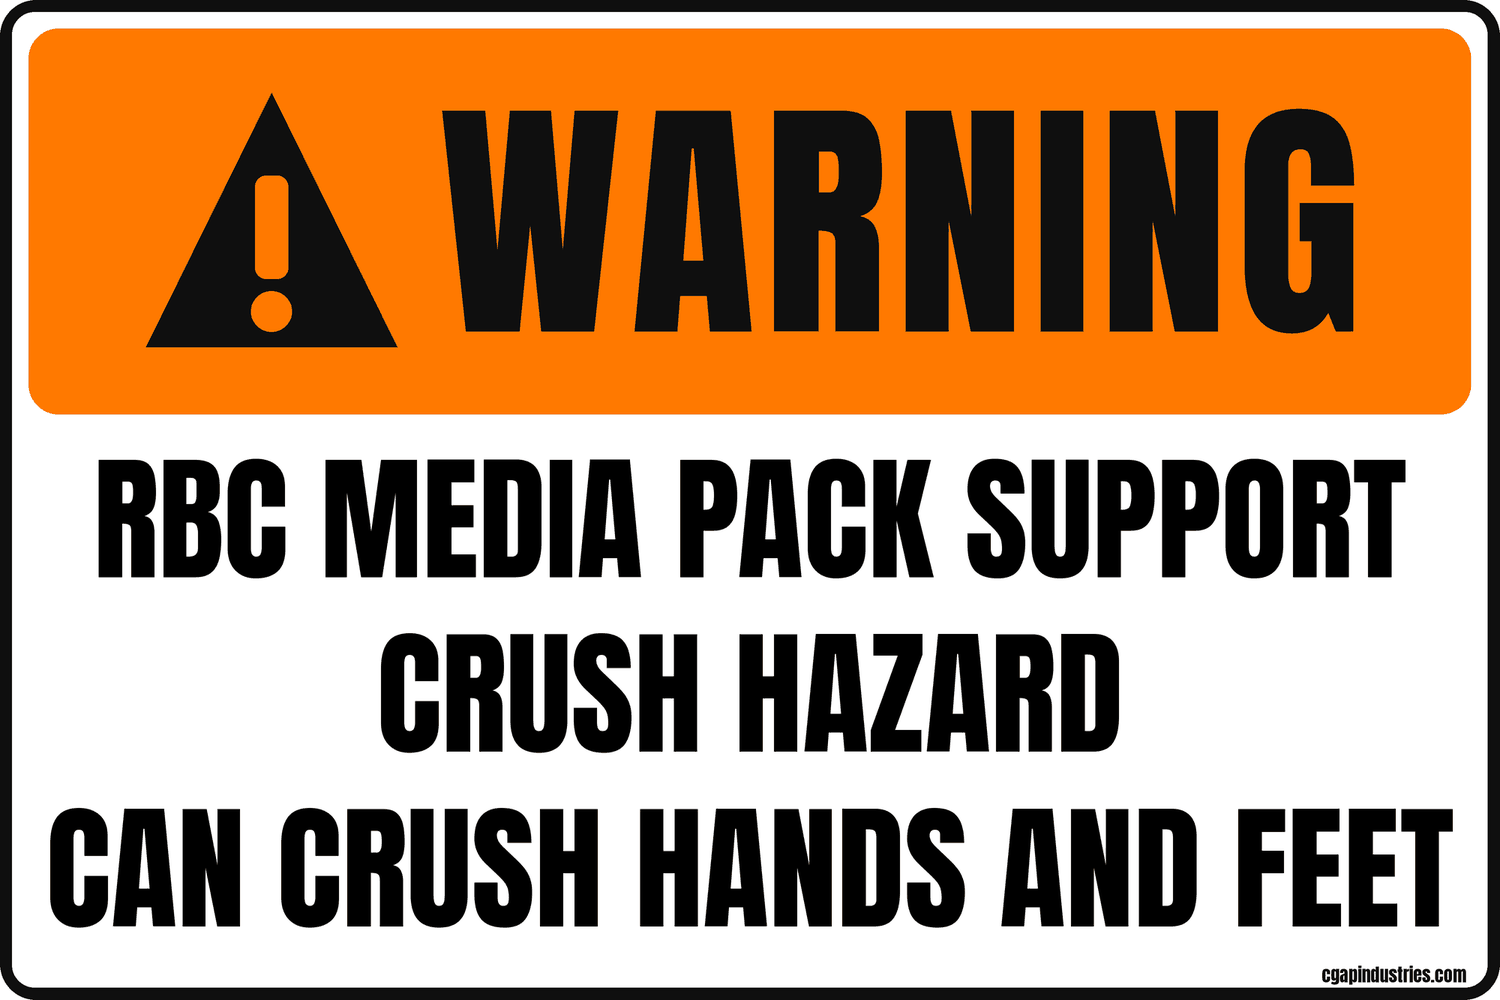 WARNING
RBC MEDIA PACK SUPPORT
CRUSH HAZARD
CAN CRUSH HANDS AND FEET
cgapindustries.com